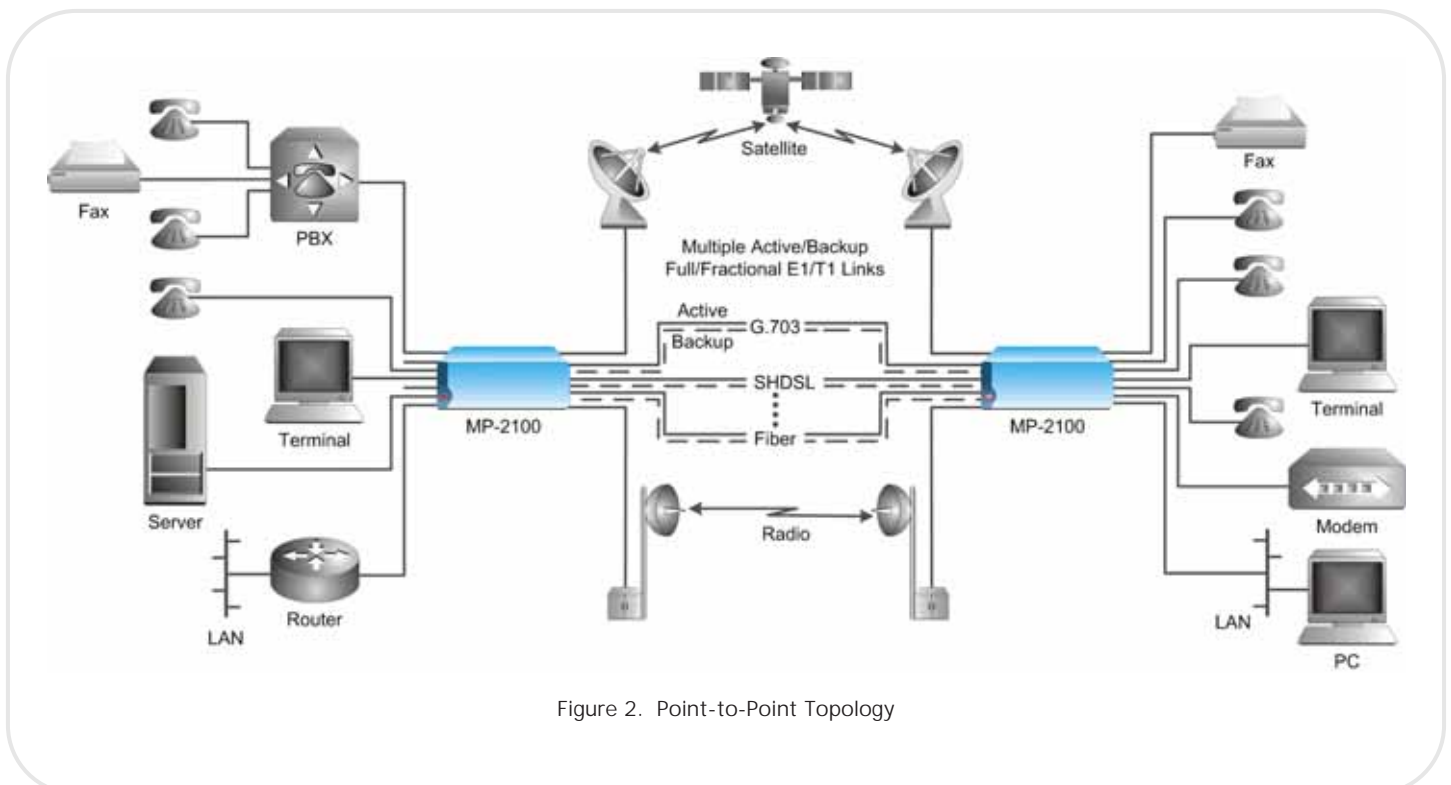 Satellite
Fax
PBX
Fax
Multiple Active/Backup
Full/Fractional E1/T1 Links
Active
G.703
Backup
SHDSL
Fiber
Terminal
MP-2100
MP-2100
Terminal
Server
Radio
Modem
Router
LAN
LAN
PC
Figure 2. Point-to-Point Topology